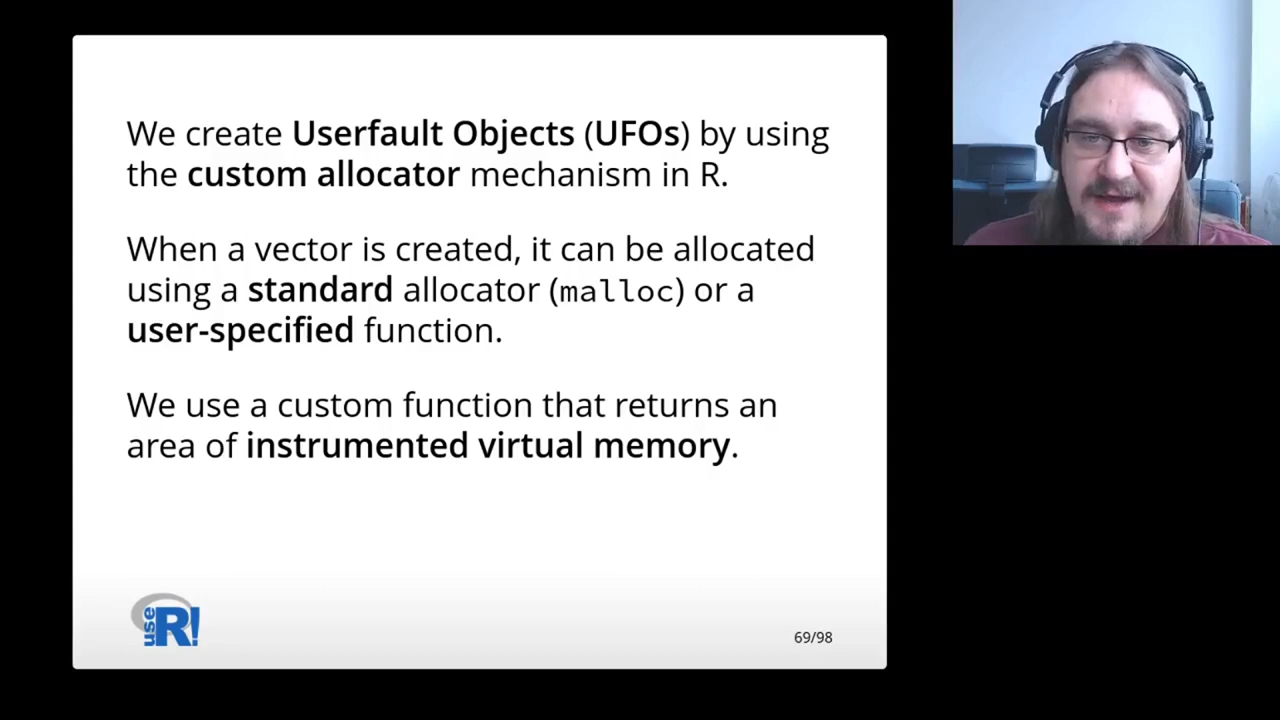 We create Userfault Objects (UFOs) by using
the custom allocator mechanism in R.
When a vector is created, it can be allocated
using a standard allocator (malloc) or a
user-specified function.
We use a custom function that returns an
area of instrumented virtual memory.
use
R!
69/98